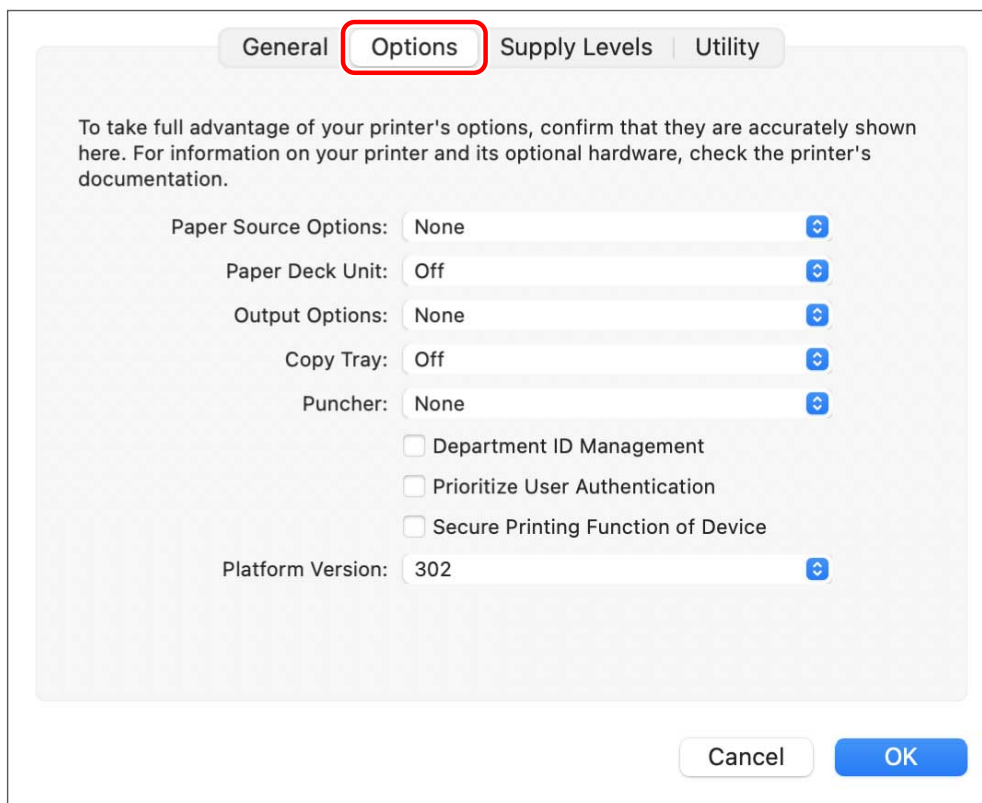 General Options Supply Levels Utility
To take full advantage of your printer's options, confirm that they are accurately shown
here. For information on your printer and its optional hardware, check the printer's
documentation.
Paper Source Options: None
Paper Deck Unit: Off
Output Options: None
Copy Tray: Off
Puncher: None
Department ID Management
Prioritize User Authentication
Secure Printing Function of Device
Platform Version: 302
Cancel OK